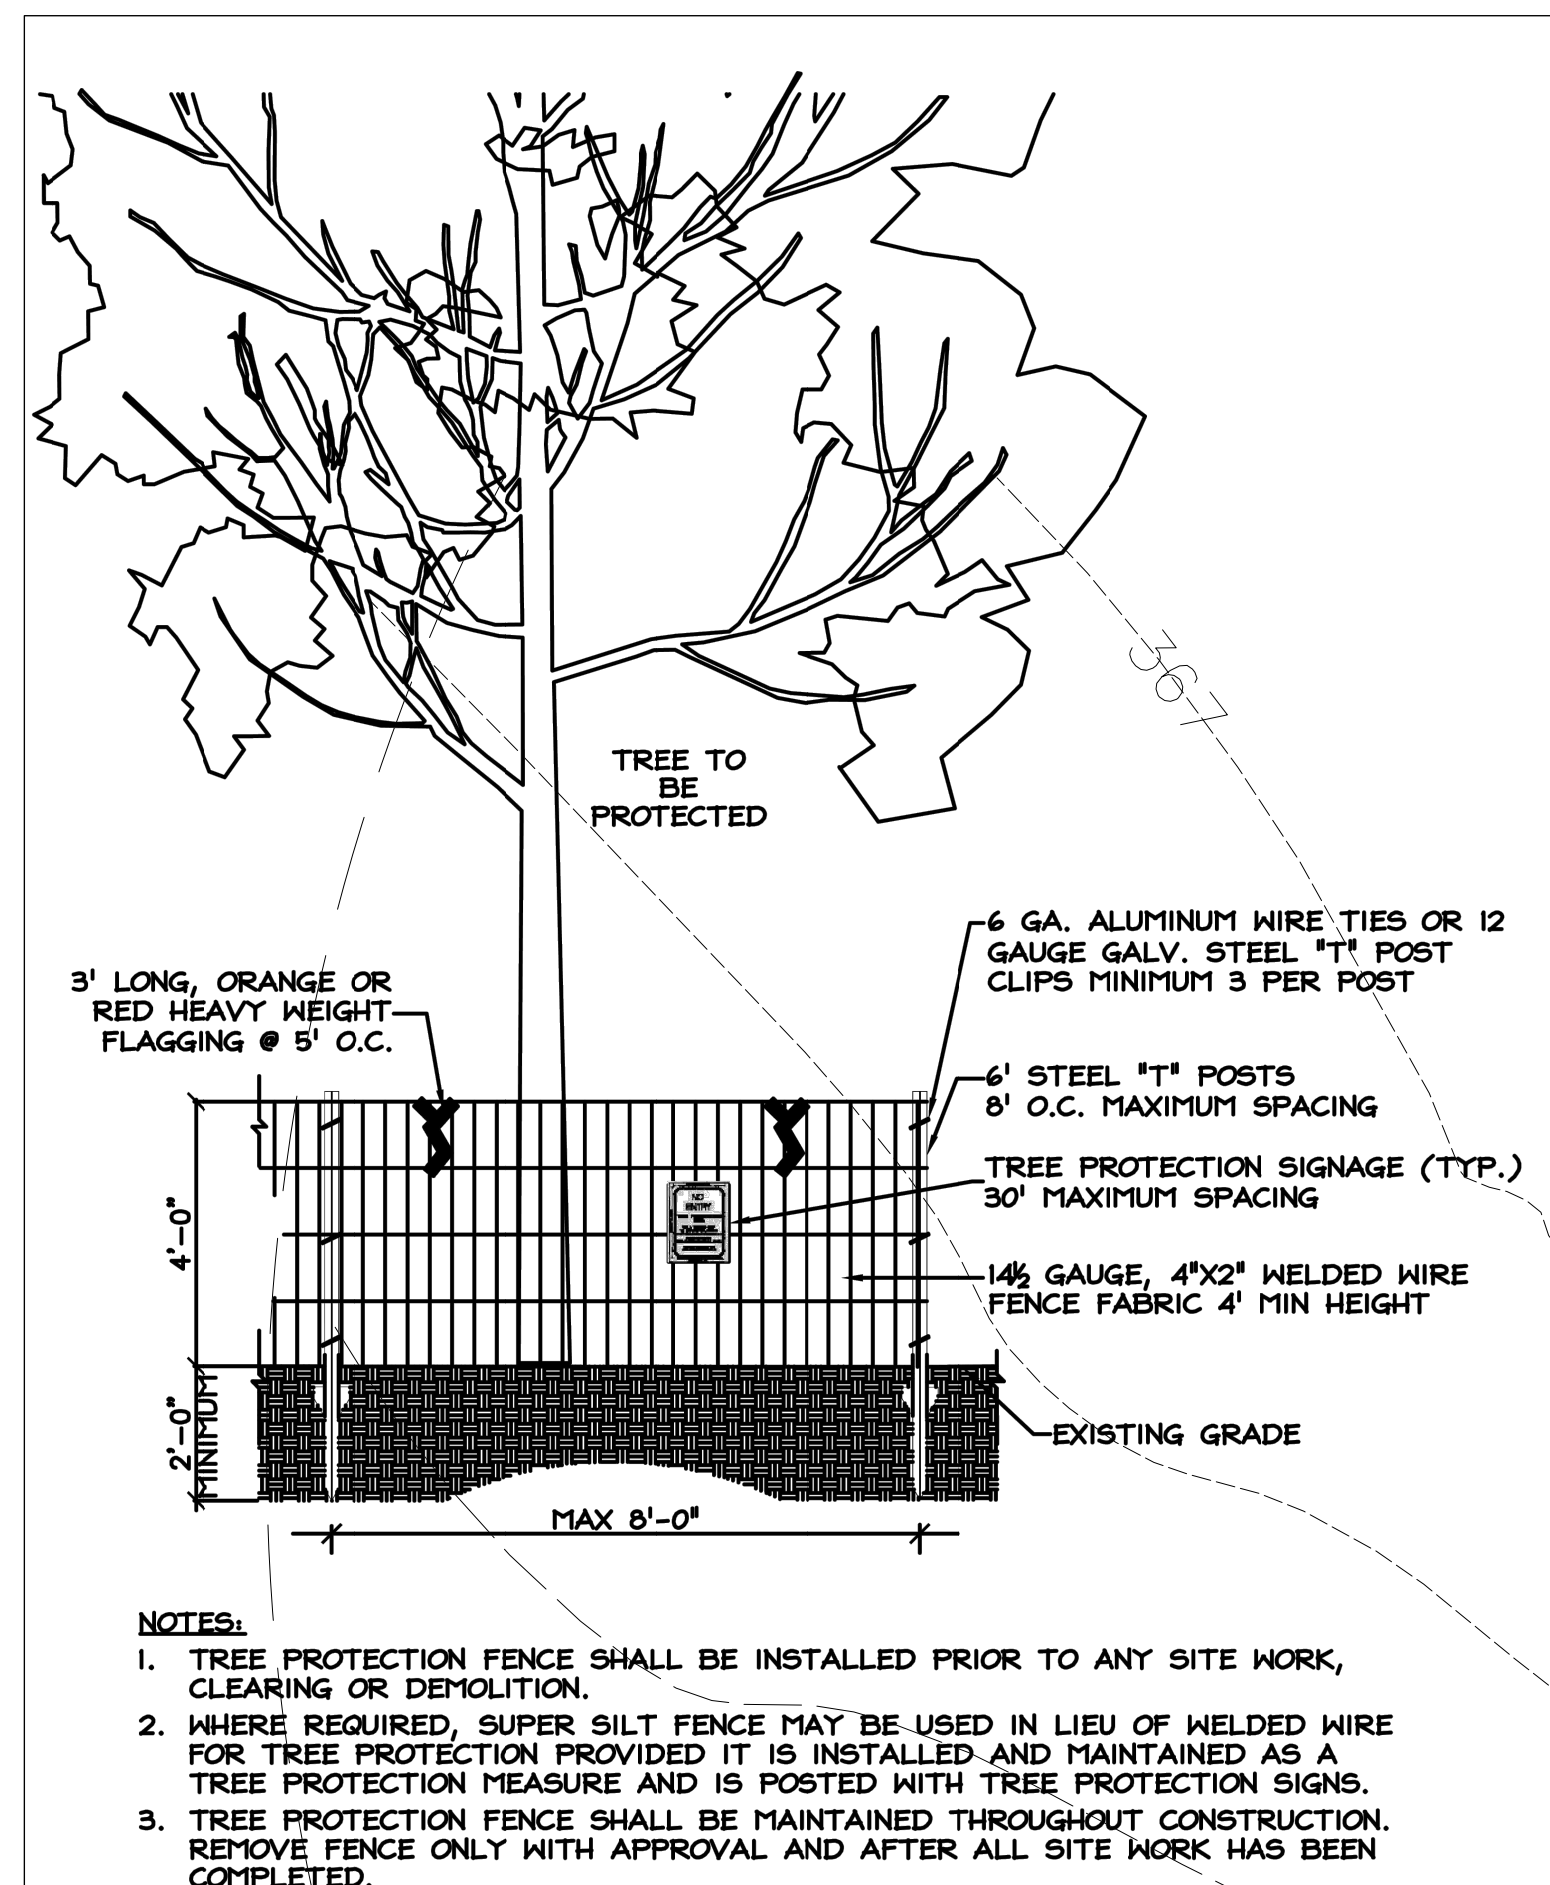 367
TREE TO
BE
PROTECTED
3' LONG, ORANGE OR
RED HEAVY WEIGHT
FLAGGING @ 5' O.C.
6 GA. ALUMINUM WIRE TIES OR 12
GAUGE GALV. STEEL "T" POST
CLIPS MINIMUM 3 PER POST
6' STEEL "T" POSTS
8' O.C. MAXIMUM SPACING
TREE PROTECTION SIGNAGE (TYP.)
30' MAXIMUM SPACING
NO
ENTRY
4'-0"
14½ GAUGE, 4"X2" WELDED WIRE
FENCE FABRIC 4' MIN HEIGHT
2'-0"
MINIMUM
EXISTING GRADE
MAX 8'-0"
NOTES:
1. TREE PROTECTION FENCE SHALL BE INSTALLED PRIOR TO ANY SITE WORK,
CLEARING OR DEMOLITION.
2. WHERE REQUIRED, SUPER SILT FENCE MAY BE USED IN LIEU OF WELDED WIRE
FOR TREE PROTECTION PROVIDED IT IS INSTALLED AND MAINTAINED AS A
TREE PROTECTION MEASURE AND IS POSTED WITH TREE PROTECTION SIGNS.
3. TREE PROTECTION FENCE SHALL BE MAINTAINED THROUGHOUT CONSTRUCTION.
REMOVE FENCE ONLY WITH APPROVAL AND AFTER ALL SITE WORK HAS BEEN
COMPLETED.